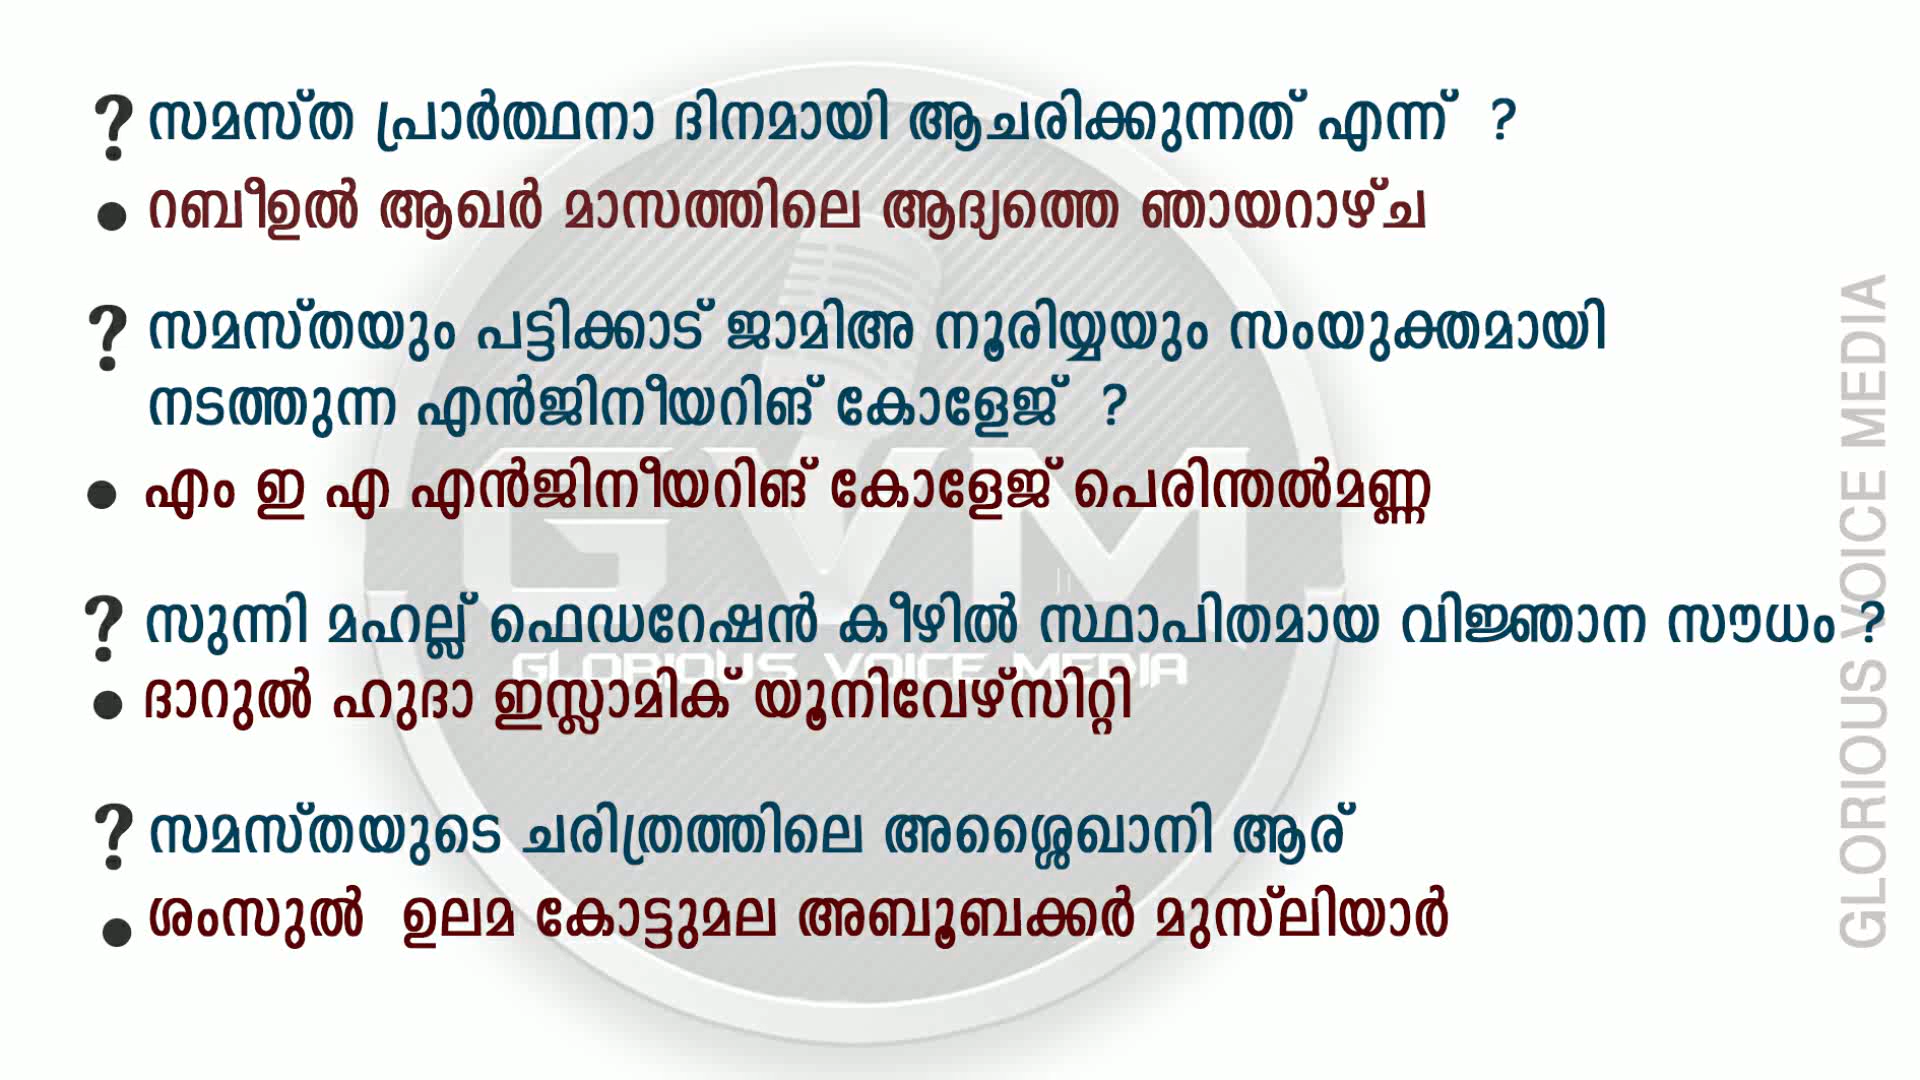 ? സമസ്ത പ്രാർത്ഥനാ ദിനമായി ആചരിക്കുന്നത് എന്ന് ?
• റബീഉൽ ആഖർ മാസത്തിലെ ആദ്യത്തെ ഞായറാഴ്ച
? സമസ്തയും പട്ടിക്കാട് ജാമിഅ നൂരിയ്യയും സംയുക്തമായി
നടത്തുന്ന എൻജിനീയറിങ് കോളേജ് ?
• എം ഇ എ എൻജിനീയറിങ് കോളേജ് പെരിന്തൽമണ്ണ
? സുന്നി മഹല്ല് ഫെഡറേഷൻ കീഴിൽ സ്ഥാപിതമായ വിജ്ഞാന സൗധം ?
• ദാറുൽ ഹുദാ ഇസ്ലാമിക് യൂനിവേഴ്സിറ്റി
? സമസ്തയുടെ ചരിത്രത്തിലെ അശ്ശൈഖാനി ആര്
• ശംസുൽ ഉലമ കോട്ടുമല അബൂബക്കർ മുസ്‌ലിയാർ
GVM
GLORIOUS VOICE MEDIA
GLORIOUS VOICE MEDIA